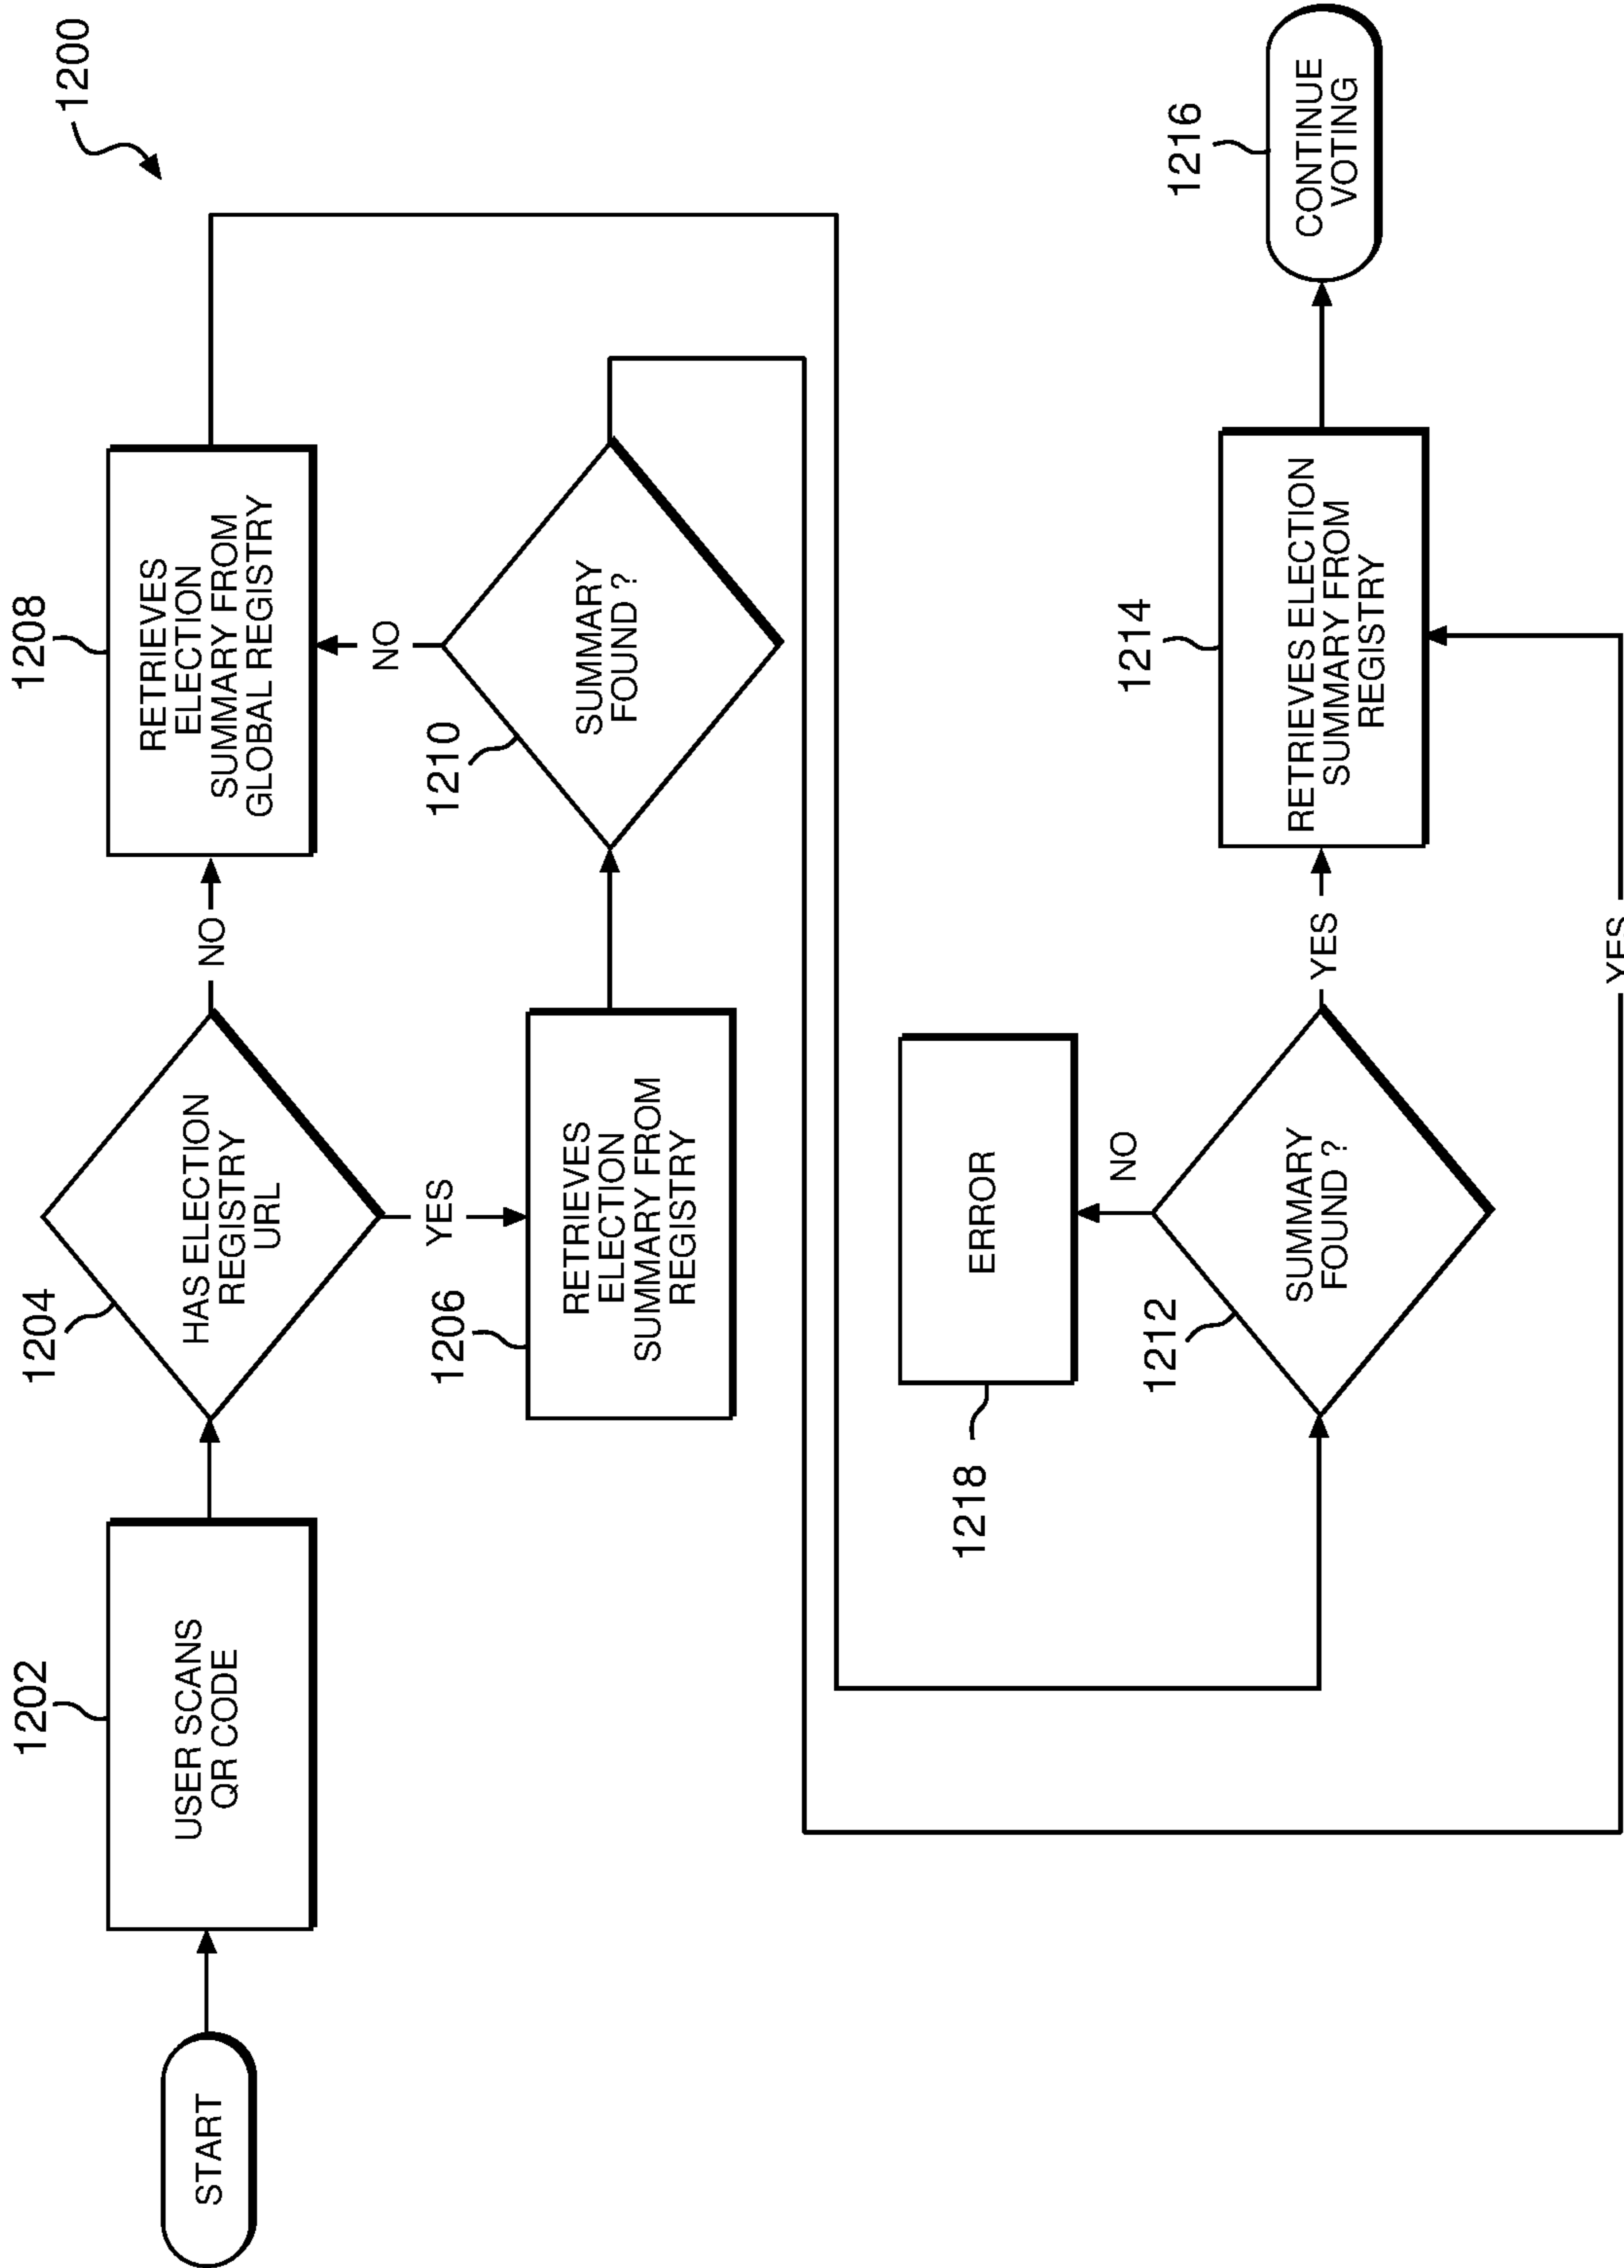 1200
START
1202
USER SCANS
QR CODE
1204
HAS ELECTION
REGISTRY
URL
NO
YES
1208
RETRIEVES
ELECTION
SUMMARY FROM
GLOBAL REGISTRY
1206
RETRIEVES
ELECTION
SUMMARY FROM
REGISTRY
1210
SUMMARY
FOUND ?
NO
1218
ERROR
NO
1212
SUMMARY
FOUND ?
YES
1214
RETRIEVES ELECTION
SUMMARY FROM
REGISTRY
1216
CONTINUE
VOTING
YES